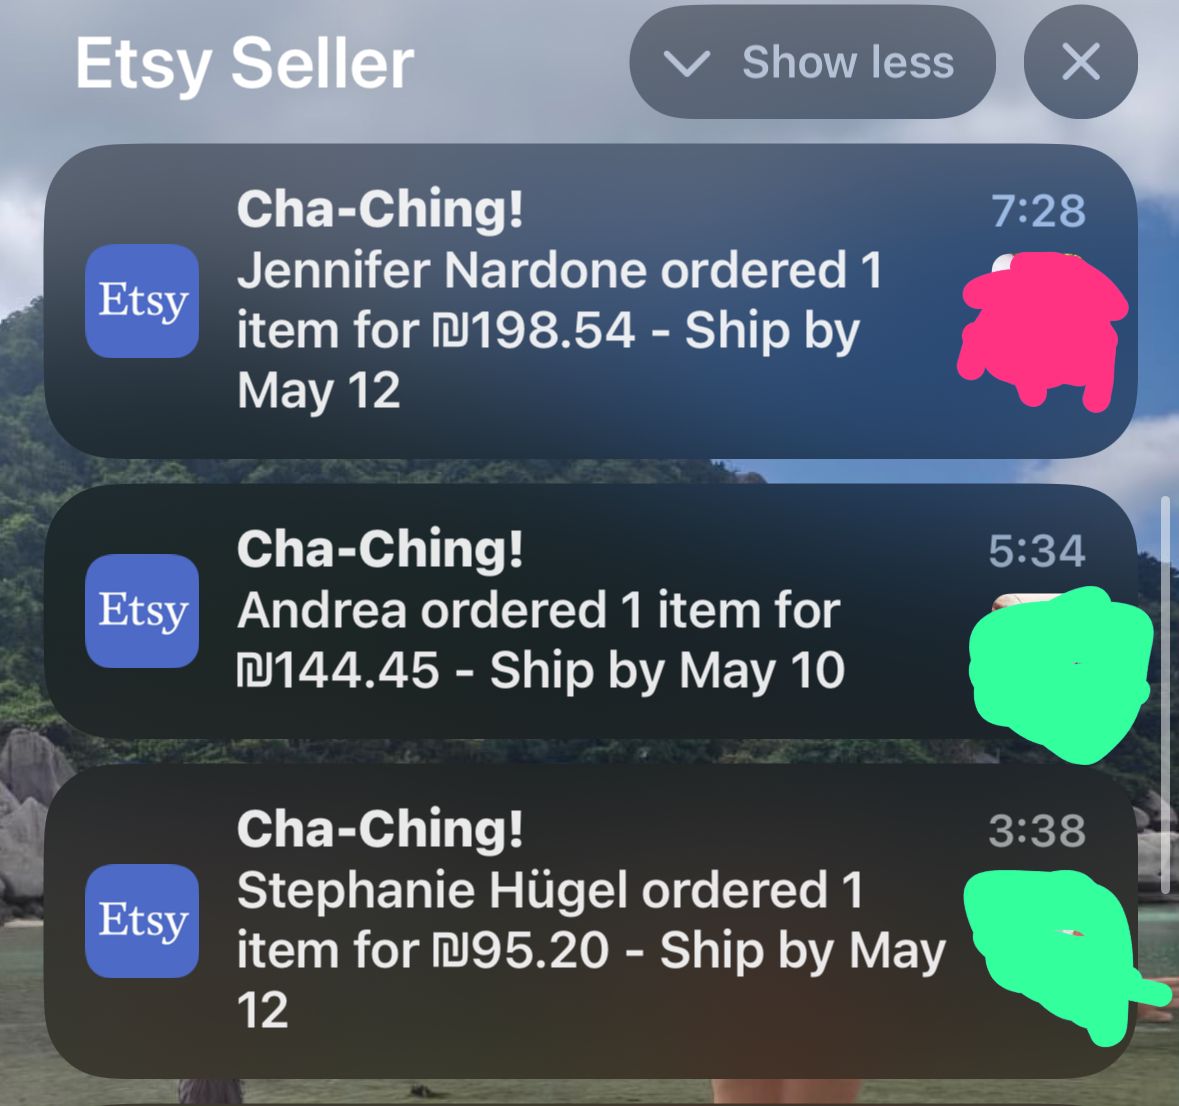 Etsy Seller
Show less
Cha-Ching!
7:28
Etsy
Jennifer Nardone ordered 1
item for ₪198.54 - Ship by
May 12
Cha-Ching!
5:34
Etsy
Andrea ordered 1 item for
₪144.45 - Ship by May 10
Cha-Ching!
3:38
Etsy
Stephanie Hügel ordered 1
item for ₪95.20 - Ship by May
12